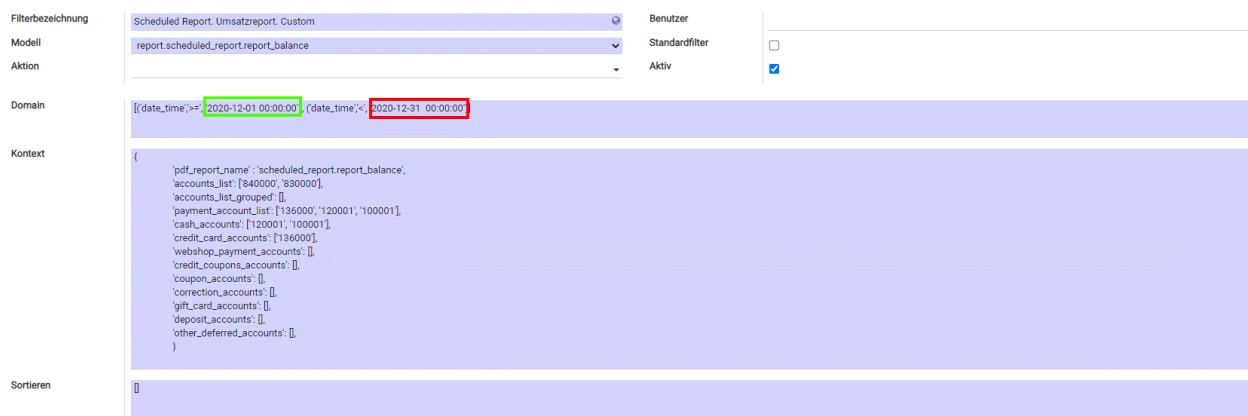 Filterbezeichnung
Scheduled Report. Umsatzreport. Custom
Benutzer
Modell
report.scheduled_report.report_balance
Standardfilter
Aktion
Aktiv
Domain
[('date_time','>=', '2020-12-01 00:00:00'), ('date_time','<', '2020-12-31  00:00:00')]
Kontext
{
'pdf_report_name' : 'scheduled_report.report_balance',
'accounts_list': ['840000', '830000'],
'accounts_list_grouped': [],
'payment_account_list': ['136000', '120001', '100001'],
'cash_accounts': ['120001', '100001'],
'credit_card_accounts': ['136000'],
'webshop_payment_accounts': [],
'credit_coupons_accounts': [],
'coupon_accounts': [],
'correction_accounts': [],
'gift_card_accounts': [],
'deposit_accounts': [],
'other_deferred_accounts': [],
}
Sortieren
[]